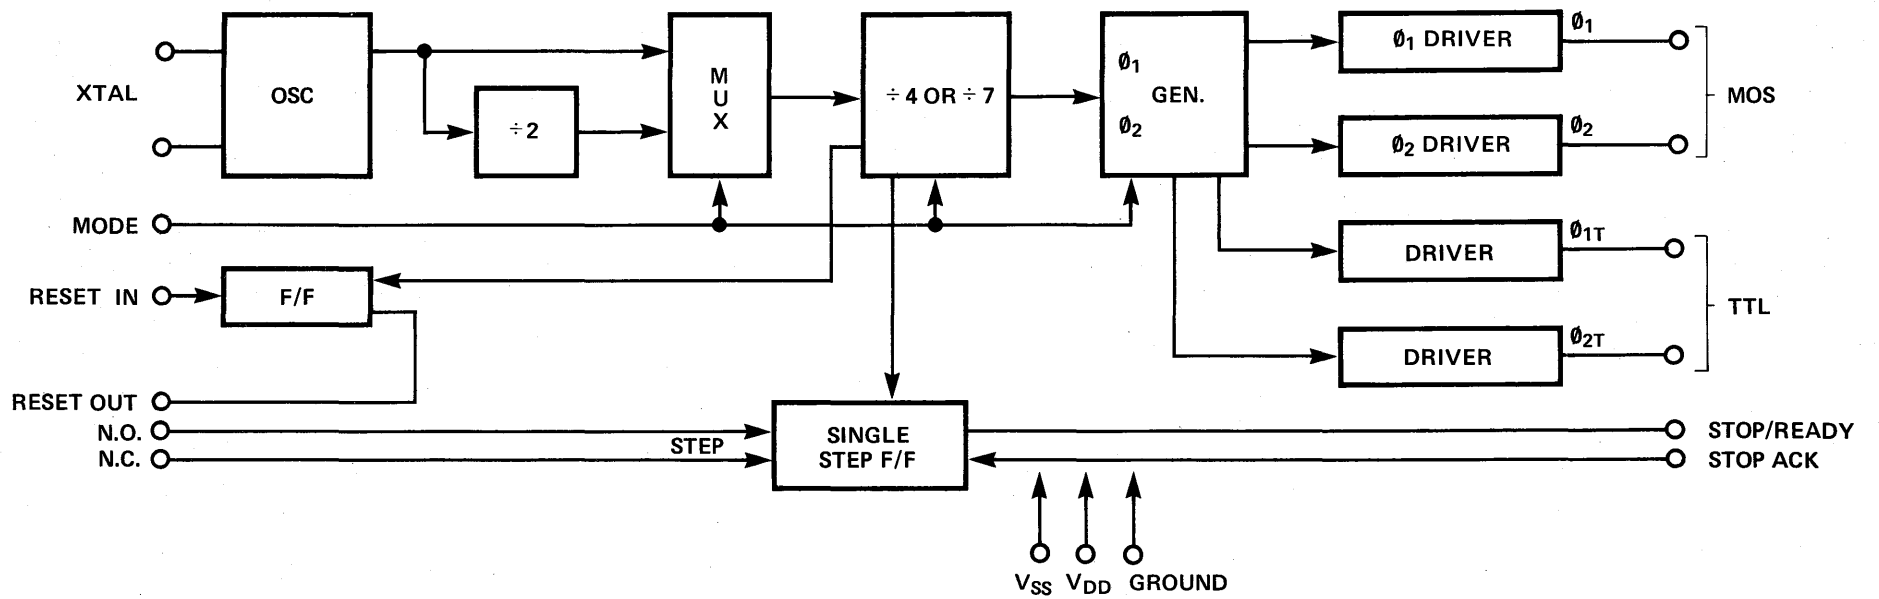 XTAL
OSC
÷2
M
U
X
÷4 OR ÷7
Ø1
GEN.
Ø2
Ø1 DRIVER
Ø1
Ø2 DRIVER
Ø2
MOS
MODE
DRIVER
Ø1T
RESET IN
F/F
TTL
DRIVER
Ø2T
RESET OUT
N.O.
N.C.
STEP
SINGLE
STEP F/F
STOP/READY
STOP ACK
VSS
VDD
GROUND